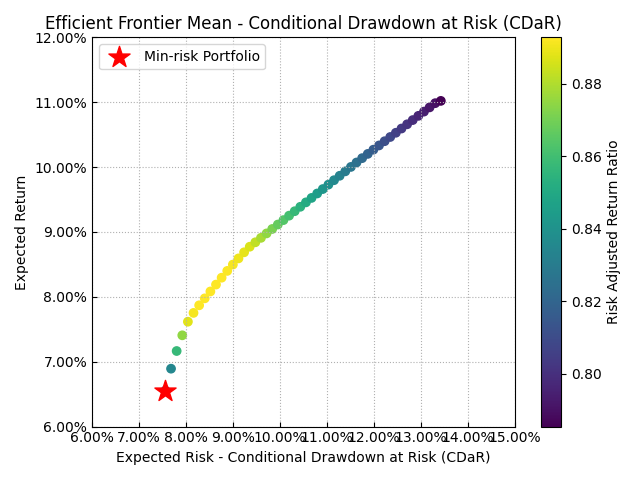 Efficient Frontier Mean - Conditional Drawdown at Risk (CDaR)
12.00%
11.00%
10.00%
9.00%
8.00%
7.00%
6.00%
Expected Return
Min-risk Portfolio
6.00% 7.00% 8.00% 9.00% 10.00% 11.00% 12.00% 13.00% 14.00% 15.00%
Expected Risk - Conditional Drawdown at Risk (CDaR)
0.88
0.86
0.84
0.82
0.80
Risk Adjusted Return Ratio